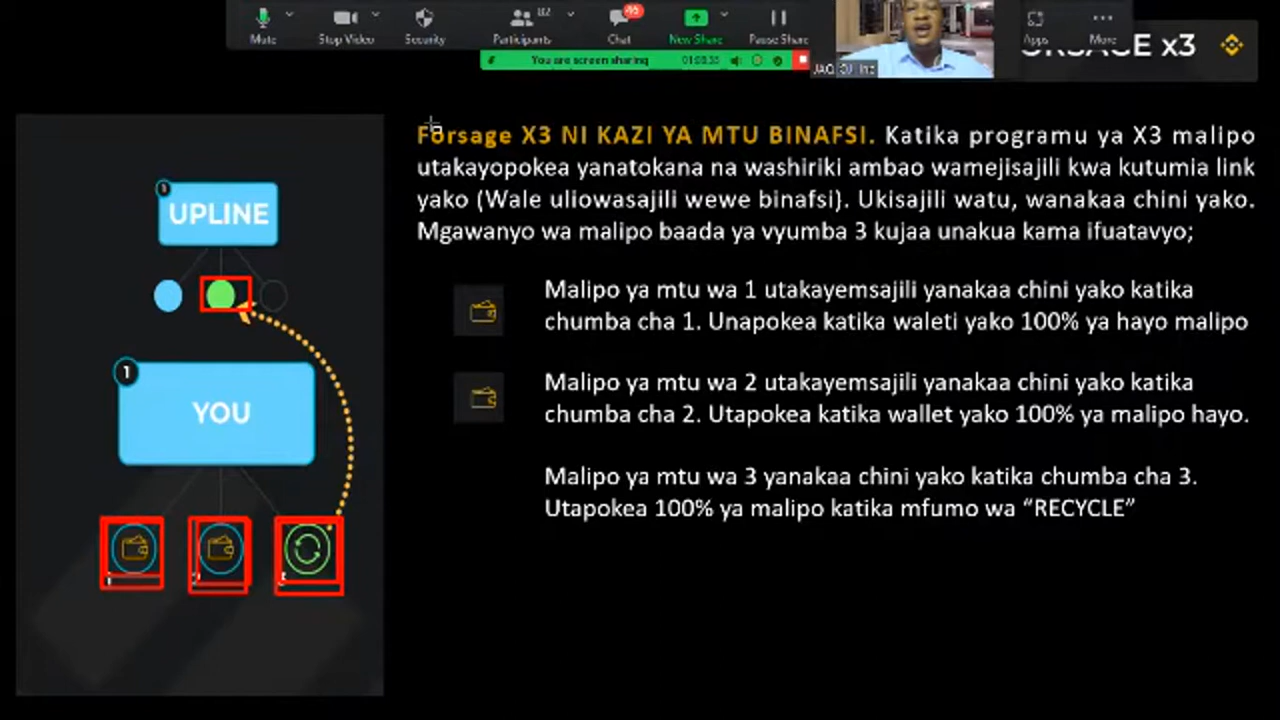 Mute
Stop Video
Security
Participants
82
Chat
New Share
Pause Share
Apps
More
You are screen sharing
x3
Forsage X3 NI KAZI YA MTU BINAFSI. Katika programu ya X3 malipo
utakayopokea yanatokana na washiriki ambao wamejisajili kwa kutumia link
yako (Wale uliowasajili wewe binafsi). Ukisajili watu, wanakaa chini yako.
Mgawanyo wa malipo baada ya vyumba 3 kujaa unakua kama ifuatavyo;
1
UPLINE
Malipo ya mtu wa 1 utakayemsajili yanakaa chini yako katika
chumba cha 1. Unapokea katika waleti yako 100% ya hayo malipo
1
YOU
Malipo ya mtu wa 2 utakayemsajili yanakaa chini yako katika
chumba cha 2. Utapokea katika wallet yako 100% ya malipo hayo.
Malipo ya mtu wa 3 yanakaa chini yako katika chumba cha 3.
Utapokea 100% ya malipo katika mfumo wa “RECYCLE”